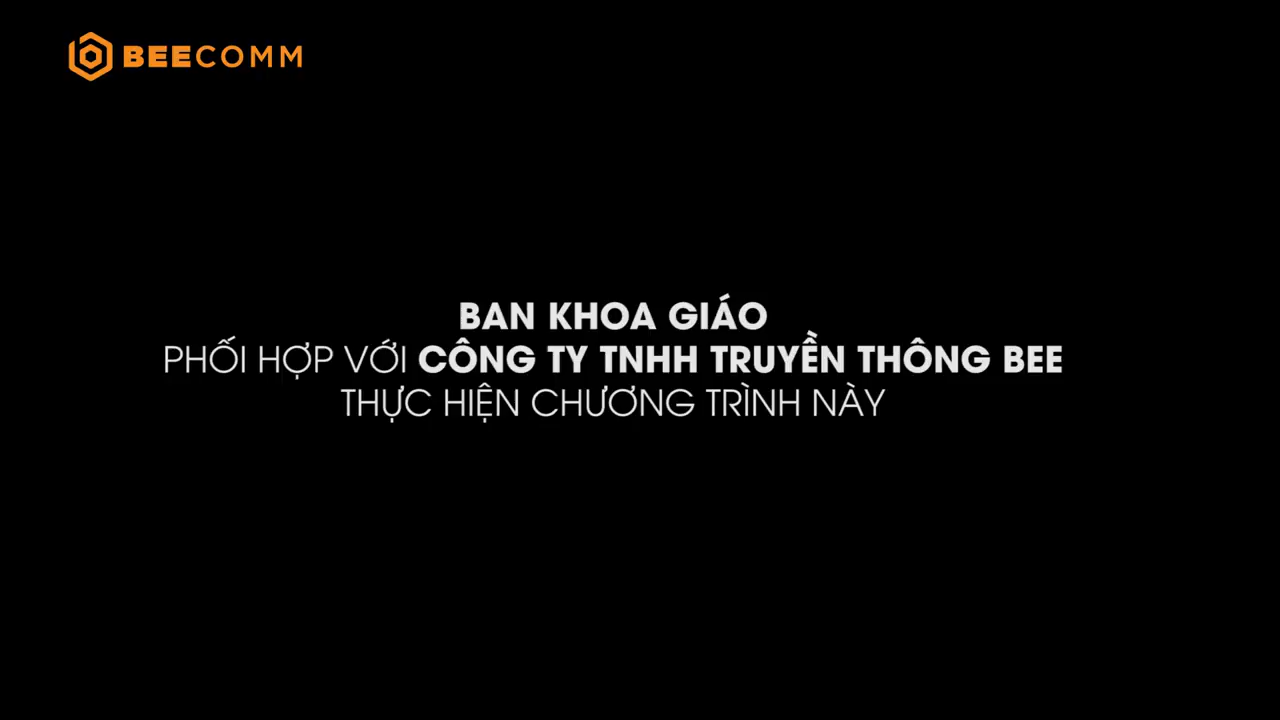 BEECOMM
BAN KHOA GIÁO
PHỐI HỢP VỚI CÔNG TY TNHH TRUYỀN THÔNG BEE
THỰC HIỆN CHƯƠNG TRÌNH NÀY